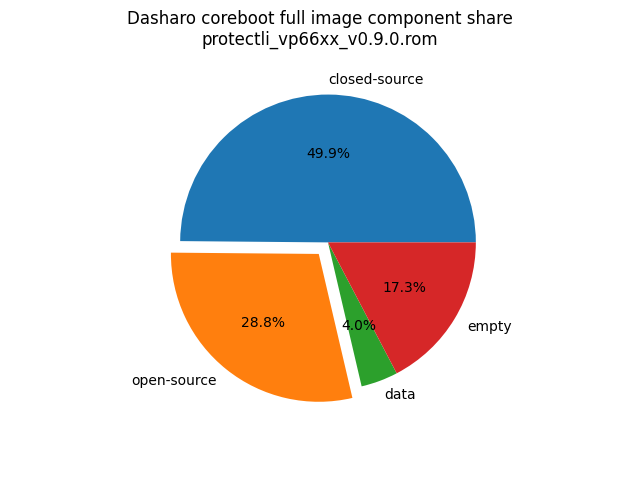 Dasharo coreboot full image component share
protectli_vp66xx_v0.9.0.rom
closed-source
49.9%
17.3%
28.8%
4.0%
empty
open-source
data